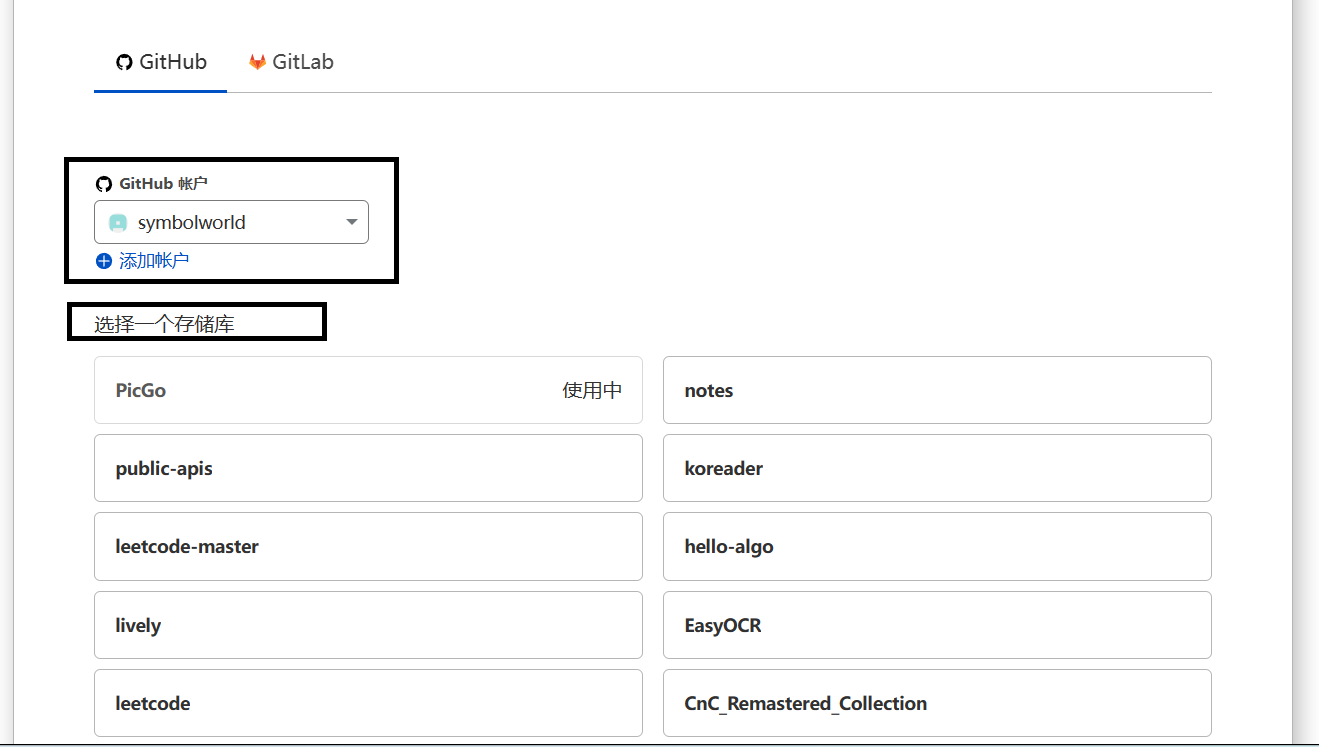 GitHub GitLab
GitHub 帐户
symbolworld
添加帐户
选择一个存储库
PicGo 使用中 notes
public-apis koreader
leetcode-master hello-algo
lively EasyOCR
leetcode CnC_Remastered_Collection